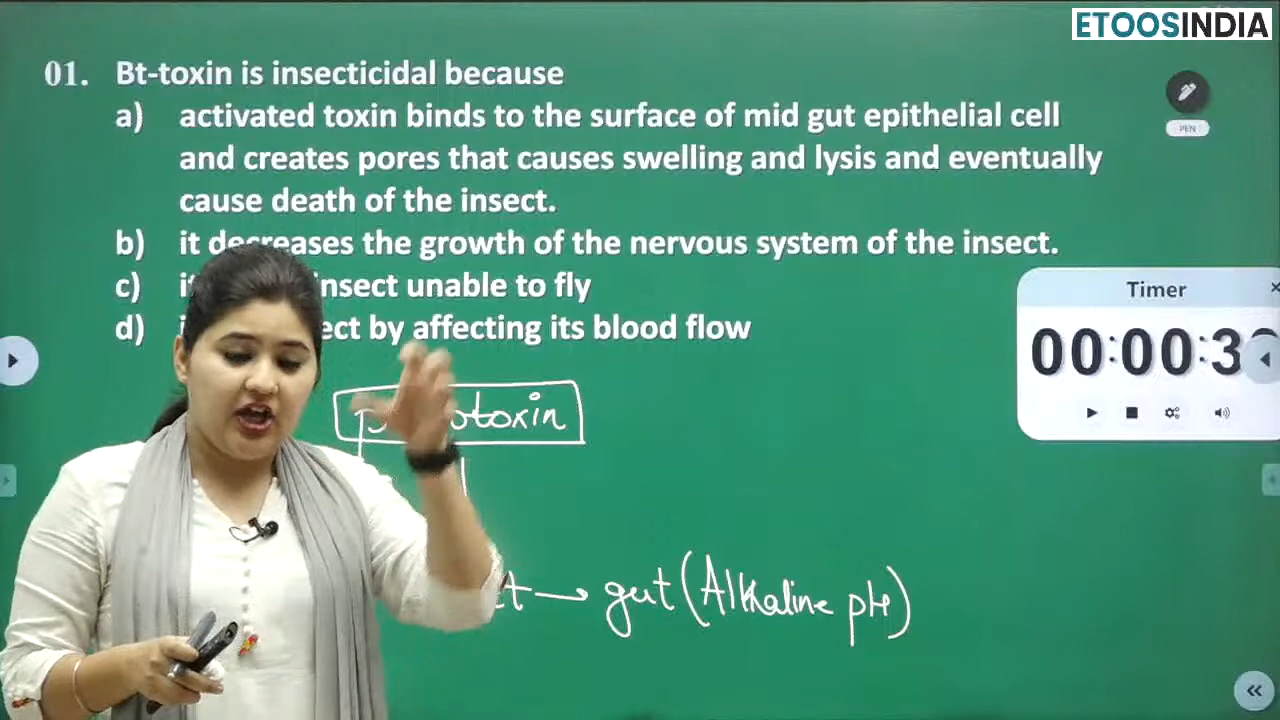 ETOOSINDIA
01. Bt-toxin is insecticidal because
a) activated toxin binds to the surface of mid gut epithelial cell
and creates pores that causes swelling and lysis and eventually
cause death of the insect.
b) it decreases the growth of the nervous system of the insect.
c) insect unable to fly
d) by affecting its blood flow
PEN
Timer
00:00:3
gut (Alkaline pH)